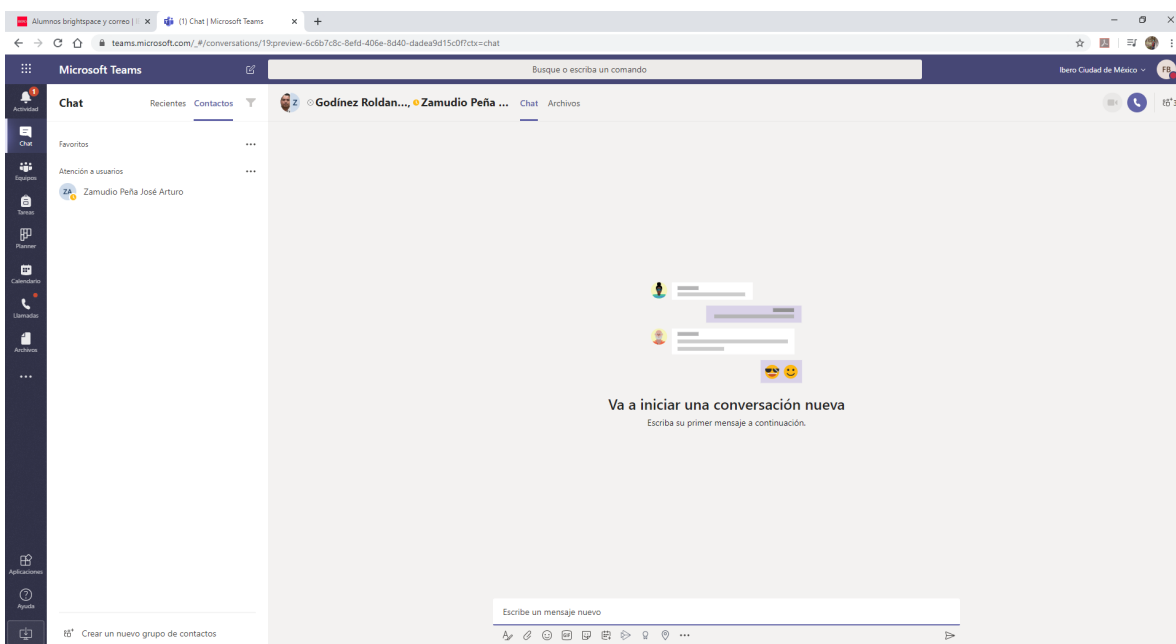 Alumnos brightspace y correo |
(1) Chat | Microsoft Teams
teams.microsoft.com/_#/conversations/19:preview-6c6b7c8c-8efd-406e-8d40-dadea9d15c0f?ctx=chat
Microsoft Teams
Busque o escriba un comando
Ibero Ciudad de México
FB
1
Actividad
Chat
Equipos
Tareas
Planner
Calendario
Llamadas
Archivos
Aplicaciones
Ayuda
Chat
Recientes
Contactos
Favoritos
Atención a usuarios
ZA
Zamudio Peña José Arturo
Crear un nuevo grupo de contactos
Z
Godínez Roldan..., Zamudio Peña ...
Chat
Archivos
Va a iniciar una conversación nueva
Escriba su primer mensaje a continuación.
Escribe un mensaje nuevo
GIF